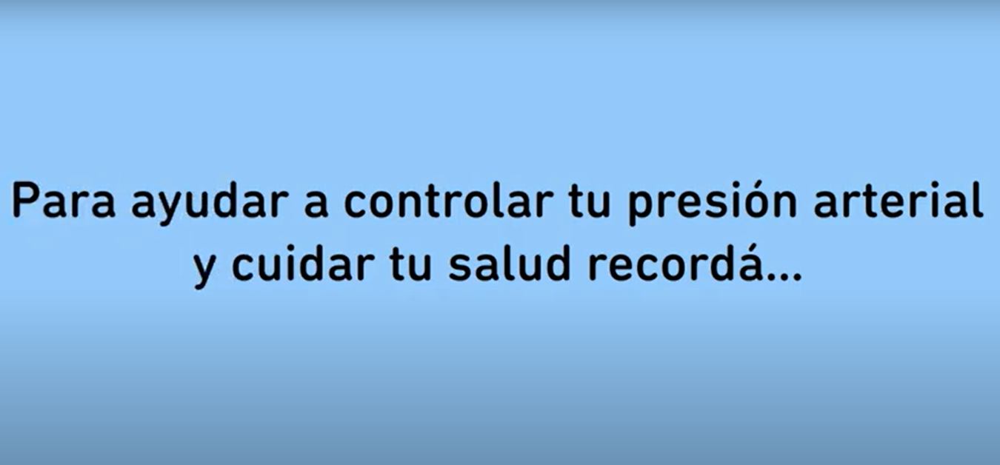 Para ayudar a controlar tu presión arterial
y cuidar tu salud recordá...